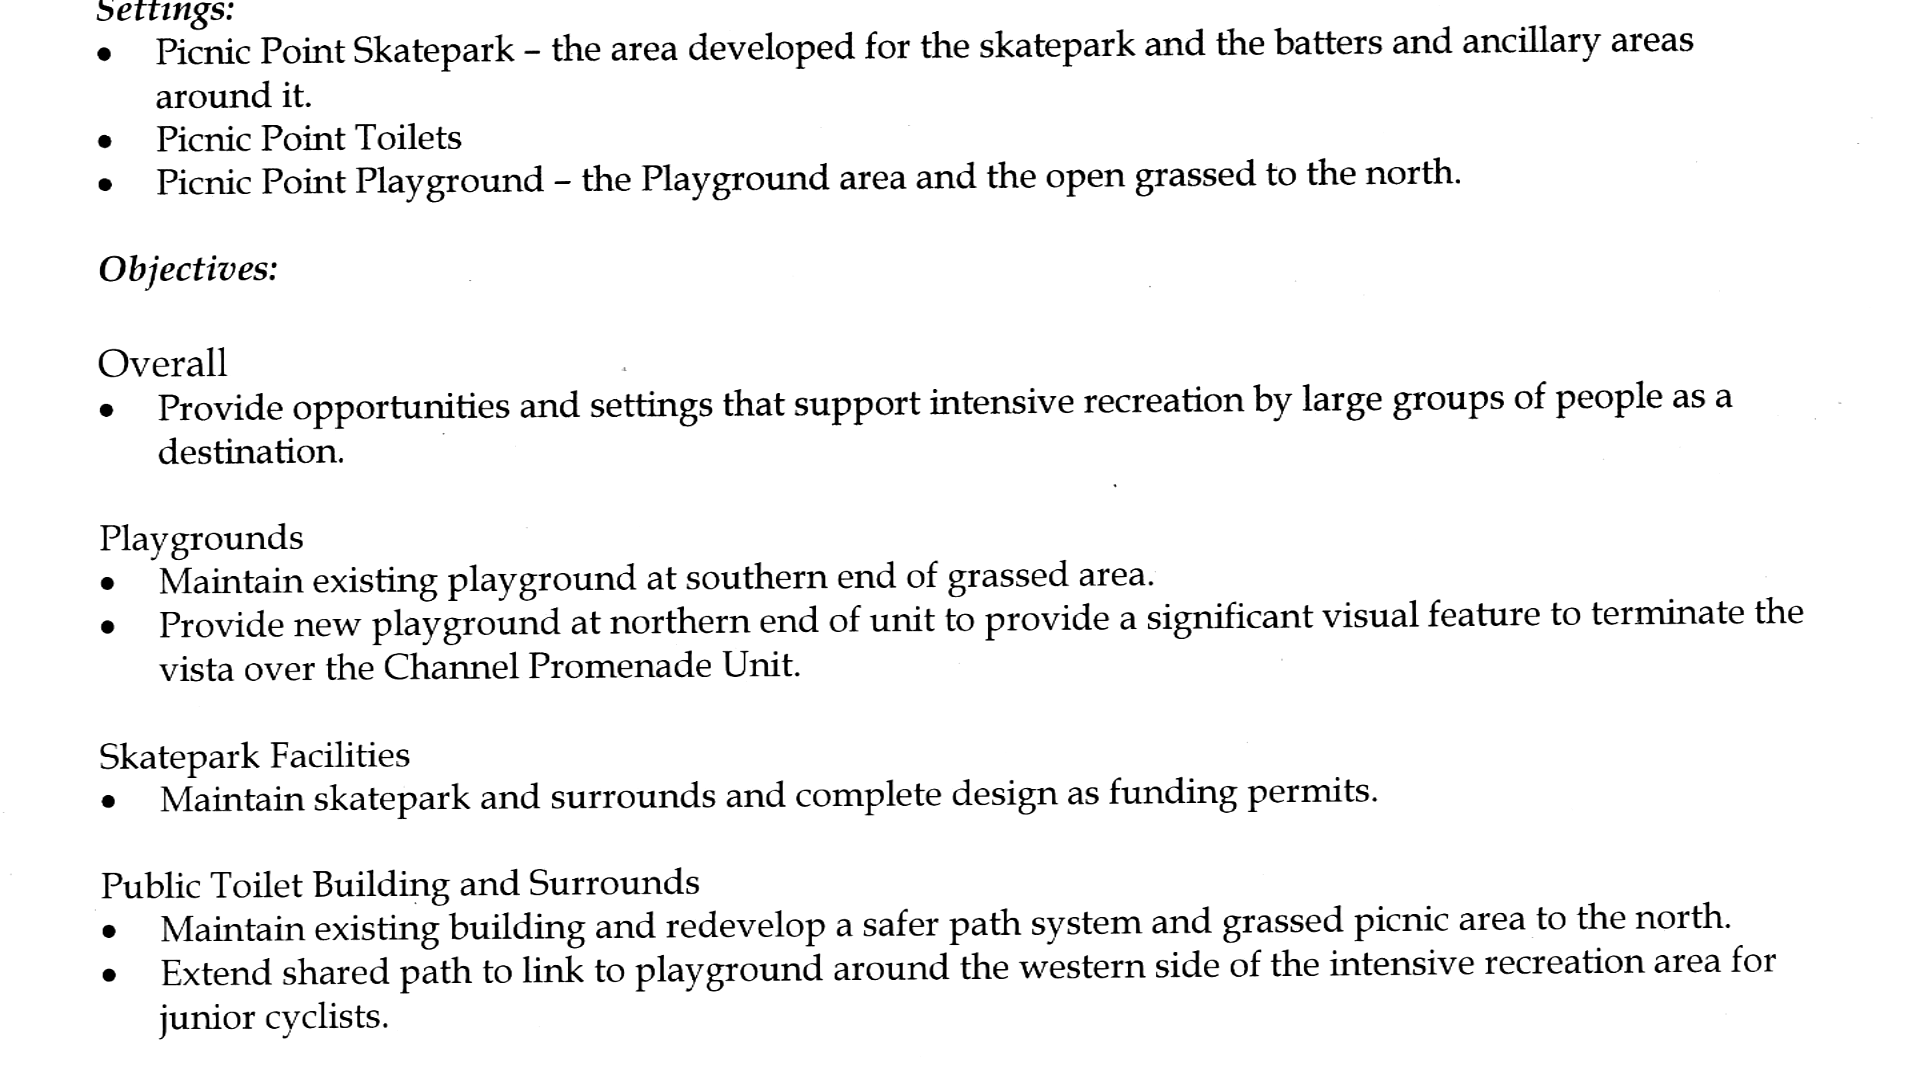 Settings:
• Picnic Point Skatepark – the area developed for the skatepark and the batters and ancillary areas
around it.
• Picnic Point Toilets
• Picnic Point Playground – the Playground area and the open grassed to the north.
Objectives:
Overall
• Provide opportunities and settings that support intensive recreation by large groups of people as a
destination.
Playgrounds
• Maintain existing playground at southern end of grassed area.
• Provide new playground at northern end of unit to provide a significant visual feature to terminate the
vista over the Channel Promenade Unit.
Skatepark Facilities
• Maintain skatepark and surrounds and complete design as funding permits.
Public Toilet Building and Surrounds
• Maintain existing building and redevelop a safer path system and grassed picnic area to the north.
• Extend shared path to link to playground around the western side of the intensive recreation area for
junior cyclists.